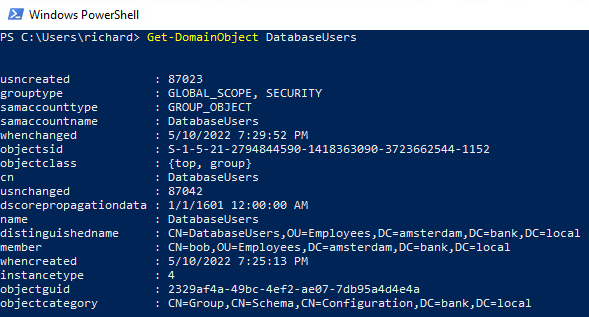 Windows PowerShell
PS C:\Users\richard> Get-DomainObject DatabaseUsers
usncreated : 87023
grouptype : GLOBAL_SCOPE, SECURITY
samaccounttype : GROUP_OBJECT
samaccountname : DatabaseUsers
whenchanged : 5/10/2022 7:29:52 PM
objectsid : S-1-5-21-2794844590-1418363090-3723662544-1152
objectclass : {top, group}
cn : DatabaseUsers
usnchanged : 87042
dscorepropagationdata : 1/1/1601 12:00:00 AM
name : DatabaseUsers
distinguishedname : CN=DatabaseUsers,OU=Employees,DC=amsterdam,DC=bank,DC=local
member : CN=bob,OU=Employees,DC=amsterdam,DC=bank,DC=local
whencreated : 5/10/2022 7:25:13 PM
instancetype : 4
objectguid : 2329af4a-49bc-4ef2-ae07-7db95a4d4e4a
objectcategory : CN=Group,CN=Schema,CN=Configuration,DC=bank,DC=local